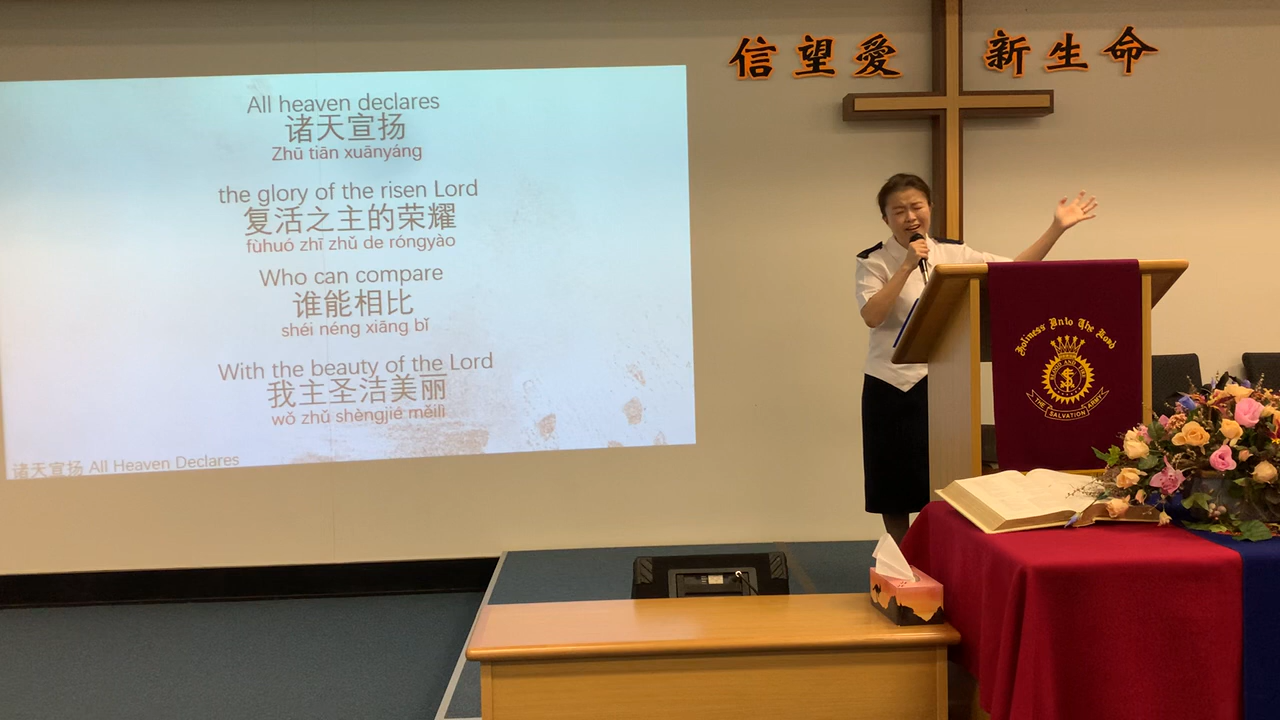 All heaven declares
诸天宣扬
Zhū tiān xuānyáng
the glory of the risen Lord
复活之主的荣耀
fùhuó zhī zhǔ de róngyào
Who can compare
谁能相比
shéi néng xiāng bǐ
With the beauty of the Lord
我主圣洁美丽
wǒ zhǔ shèngjié měilì
诸天宣扬 All Heaven Declares
信望愛 新生命
Holiness Unto The Lord
BLOOD AND FIRE
THE SALVATION ARMY